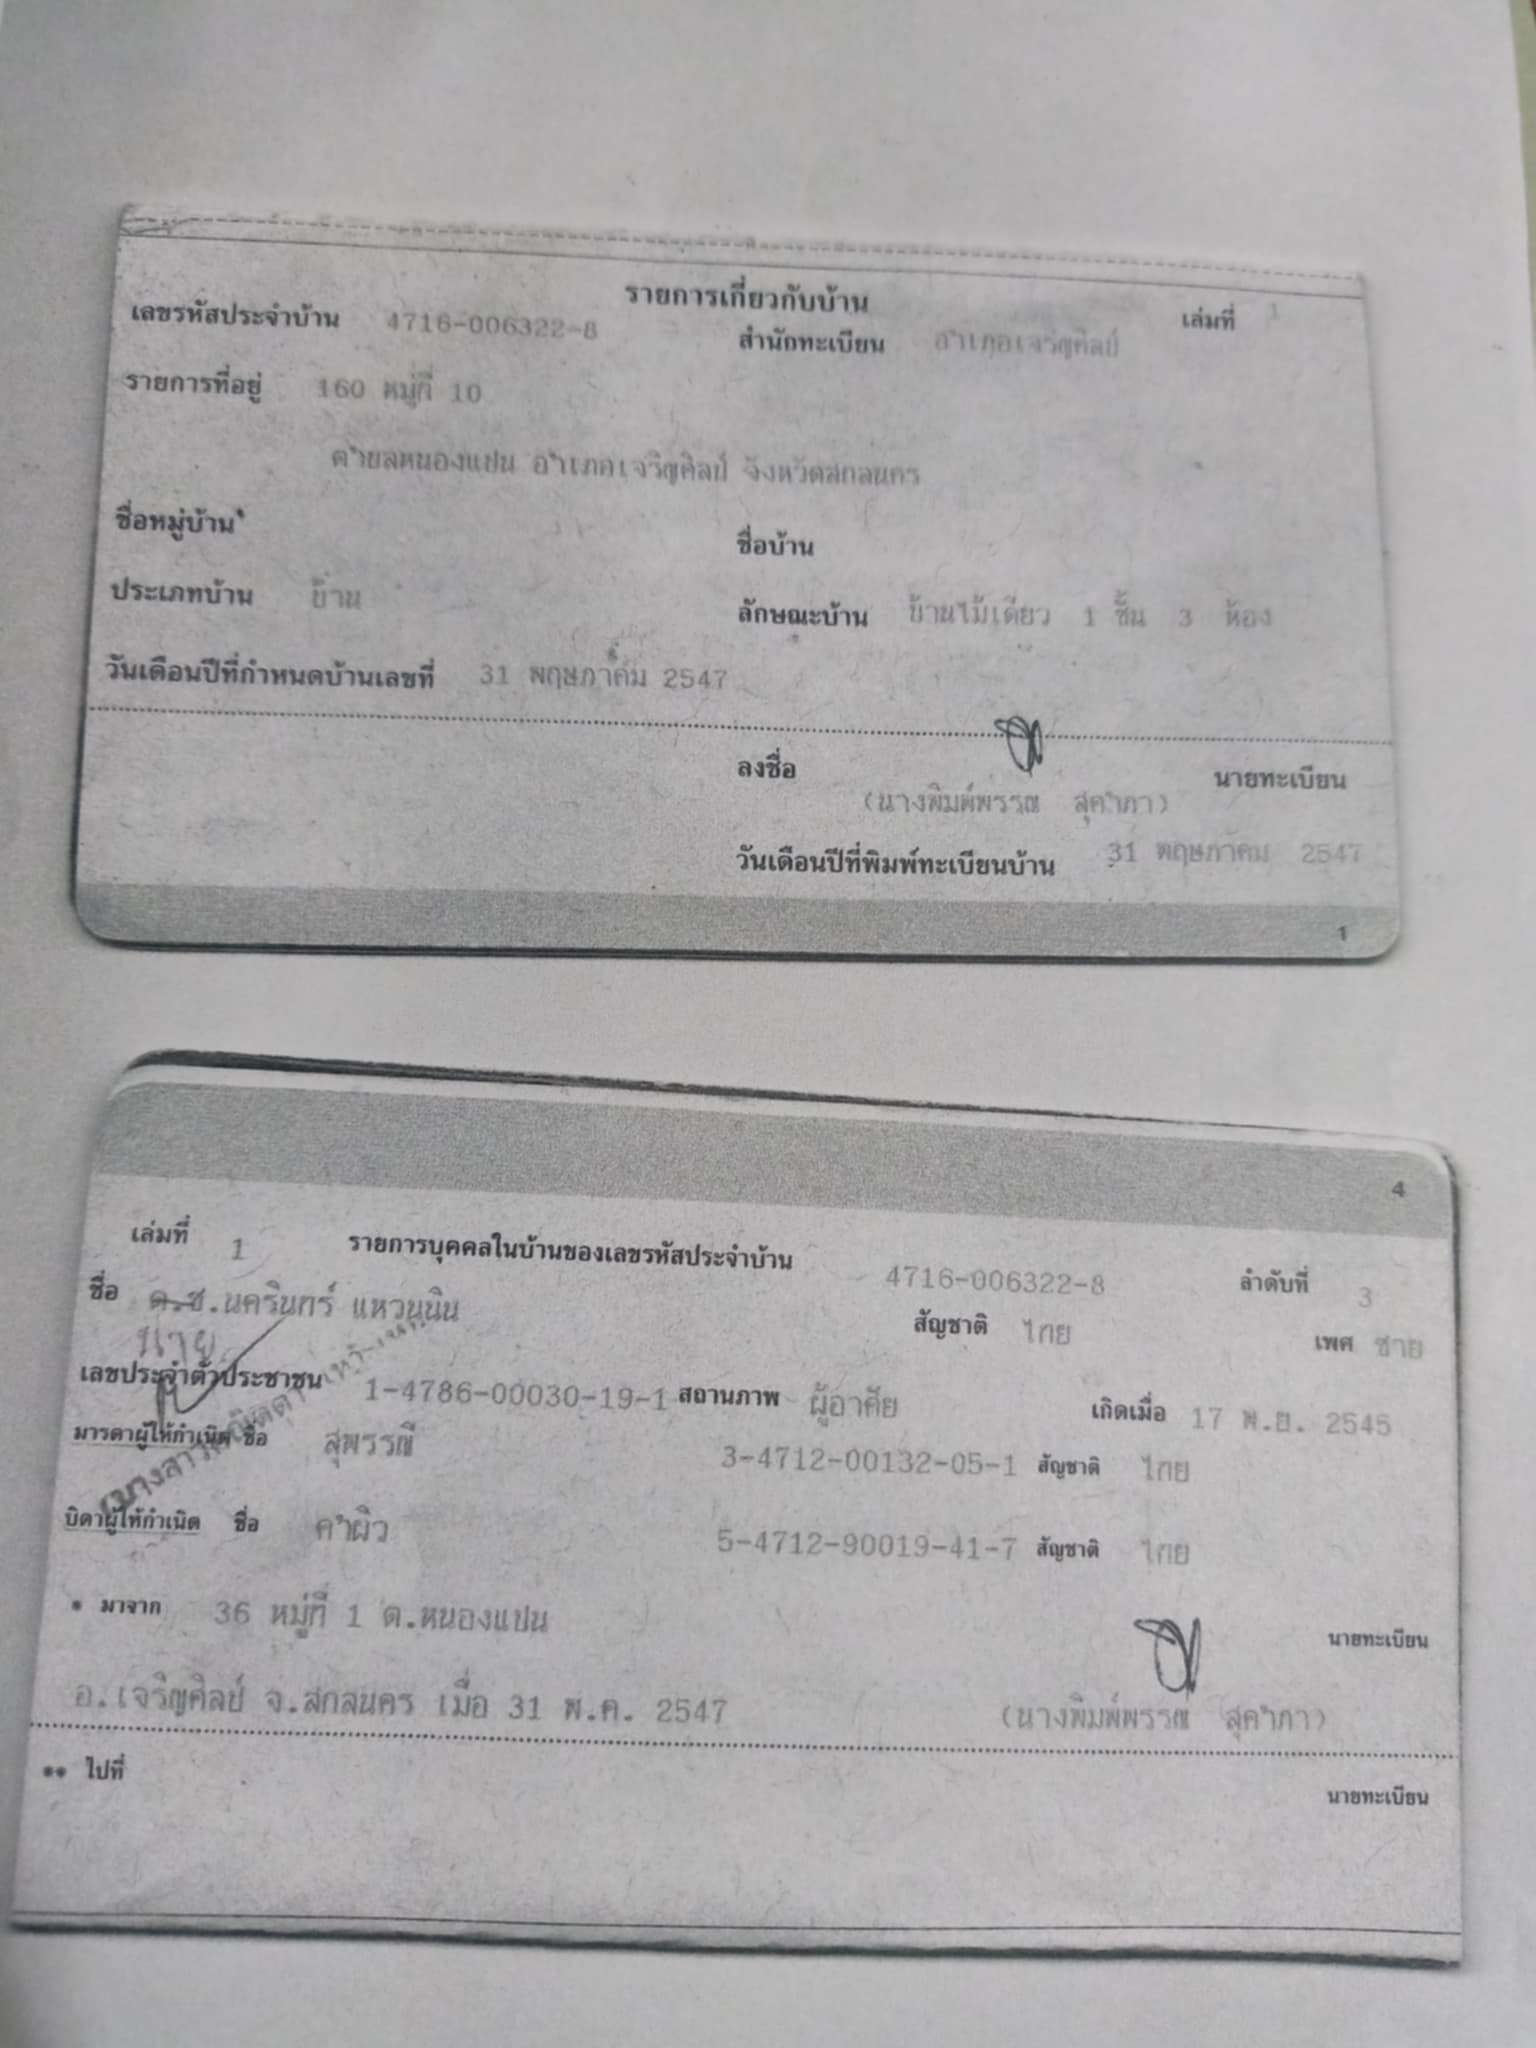 รายการเกี่ยวกับบ้าน เล่มที่ 1
เลขรหัสประจำบ้าน 4716-006322-8 สำนักทะเบียน อำเภอเจริญศิลป์
รายการที่อยู่ 160 หมู่ที่ 10
ตำบลหนองแปน อำเภอเจริญศิลป์ จังหวัดสกลนคร
ชื่อหมู่บ้าน ชื่อบ้าน
ประเภทบ้าน บ้าน ลักษณะบ้าน บ้านไม้เดียว 1 ชั้น 3 ห้อง
วันเดือนปีที่กำหนดบ้านเลขที่ 31 พฤษภาคม 2547
ลงชื่อ นายทะเบียน
(นางพิมพ์พรรณ สุคำภา)
วันเดือนปีที่พิมพ์ทะเบียนบ้าน 31 พฤษภาคม 2547
1
4
เล่มที่ 1 รายการบุคคลในบ้านของเลขรหัสประจำบ้าน 4716-006322-8 ลำดับที่ 3
ชื่อ ด.ช.นครินทร์ แหวนนิน สัญชาติ ไทย เพศ ชาย
นาย
เลขประจำตัวประชาชน 1-4786-00030-19-1 สถานภาพ ผู้อาศัย เกิดเมื่อ 17 พ.ย. 2545
มารดาผู้ให้กำเนิด ชื่อ สุพรรณี 3-4712-00132-05-1 สัญชาติ ไทย
บิดาผู้ให้กำเนิด ชื่อ คำผิว 5-4712-90019-41-7 สัญชาติ ไทย
* มาจาก 36 หมู่ที่ 1 ต.หนองแปน นายทะเบียน
อ.เจริญศิลป์ จ.สกลนคร เมื่อ 31 พ.ค. 2547 (นางพิมพ์พรรณ สุคำภา)
** ไปที่ นายทะเบียน